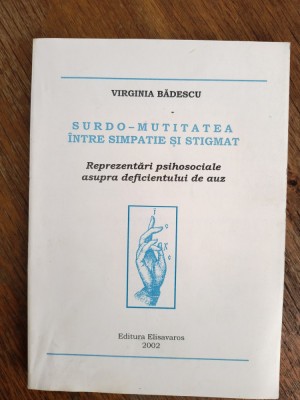 VIRGINIA BĂDESCU
SURDO-MUTITATEA
ÎNTRE SIMPATIE ȘI STIGMAT
Reprezentări psihosociale
asupra deficientului de auz
Editura Elisavaros
2002